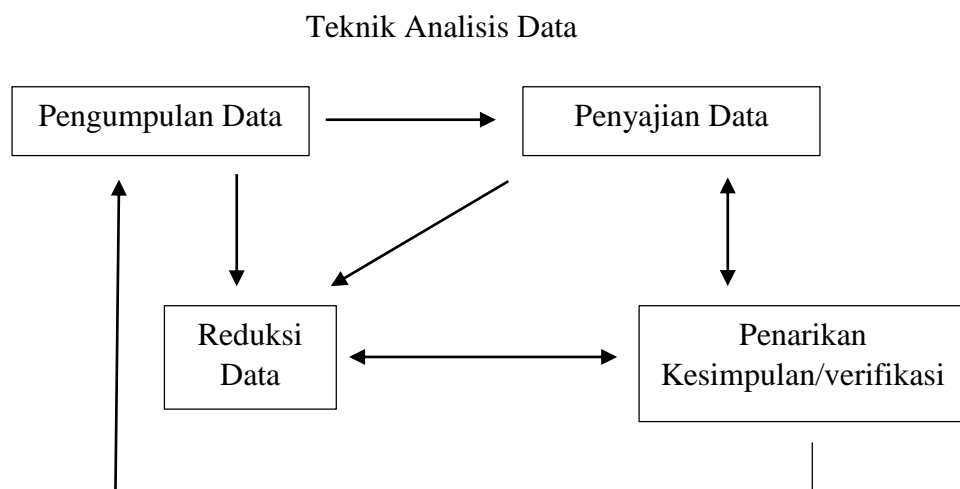 Teknik Analisis Data
Pengumpulan Data
Penyajian Data
Reduksi
Data
Penarikan
Kesimpulan/verifikasi